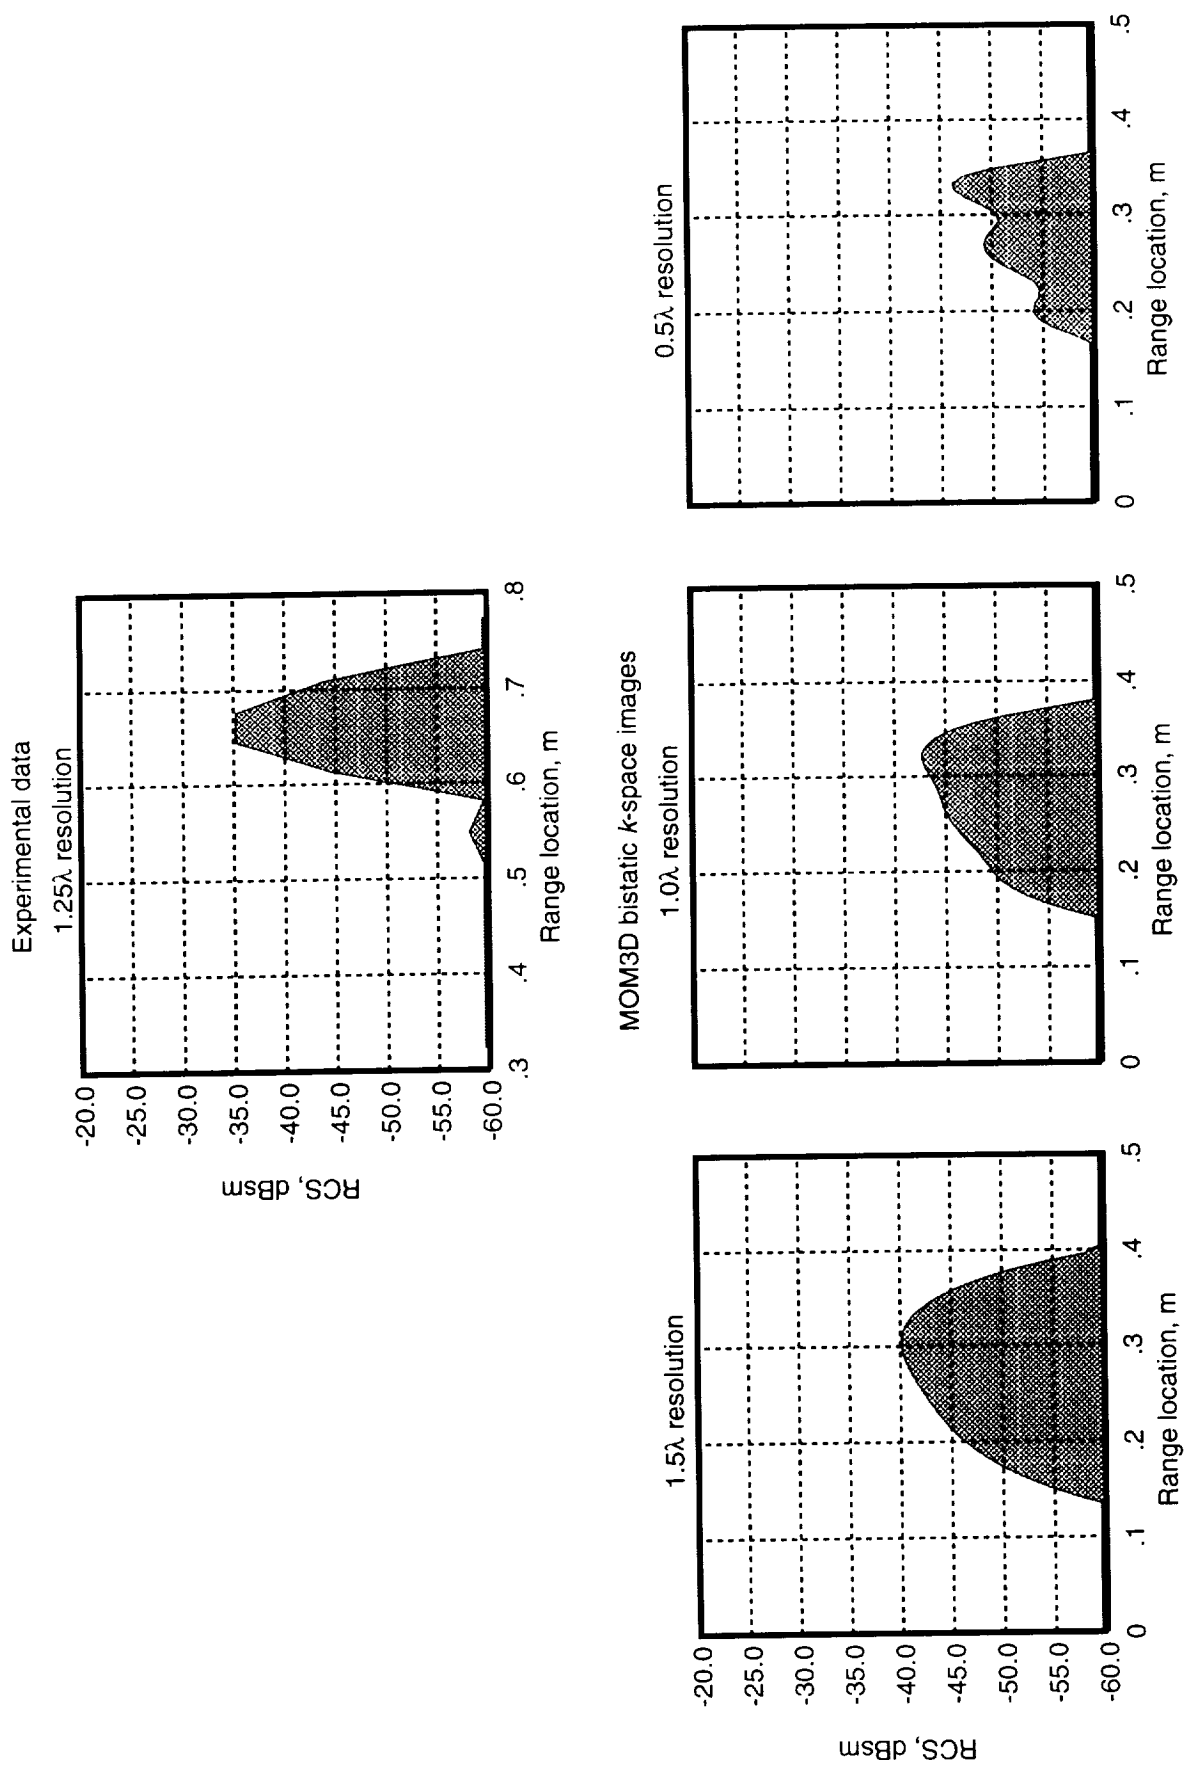 Experimental data
1.25λ resolution
RCS, dBsm
-20.0
-25.0
-30.0
-35.0
-40.0
-45.0
-50.0
-55.0
-60.0
.3 .4 .5 .6 .7 .8
Range location, m
MOM3D bistatic k-space images
1.5λ resolution
RCS, dBsm
-20.0
-25.0
-30.0
-35.0
-40.0
-45.0
-50.0
-55.0
-60.0
0 .1 .2 .3 .4 .5
Range location, m
1.0λ resolution
0 .1 .2 .3 .4 .5
Range location, m
0.5λ resolution
0 .1 .2 .3 .4 .5
Range location, m